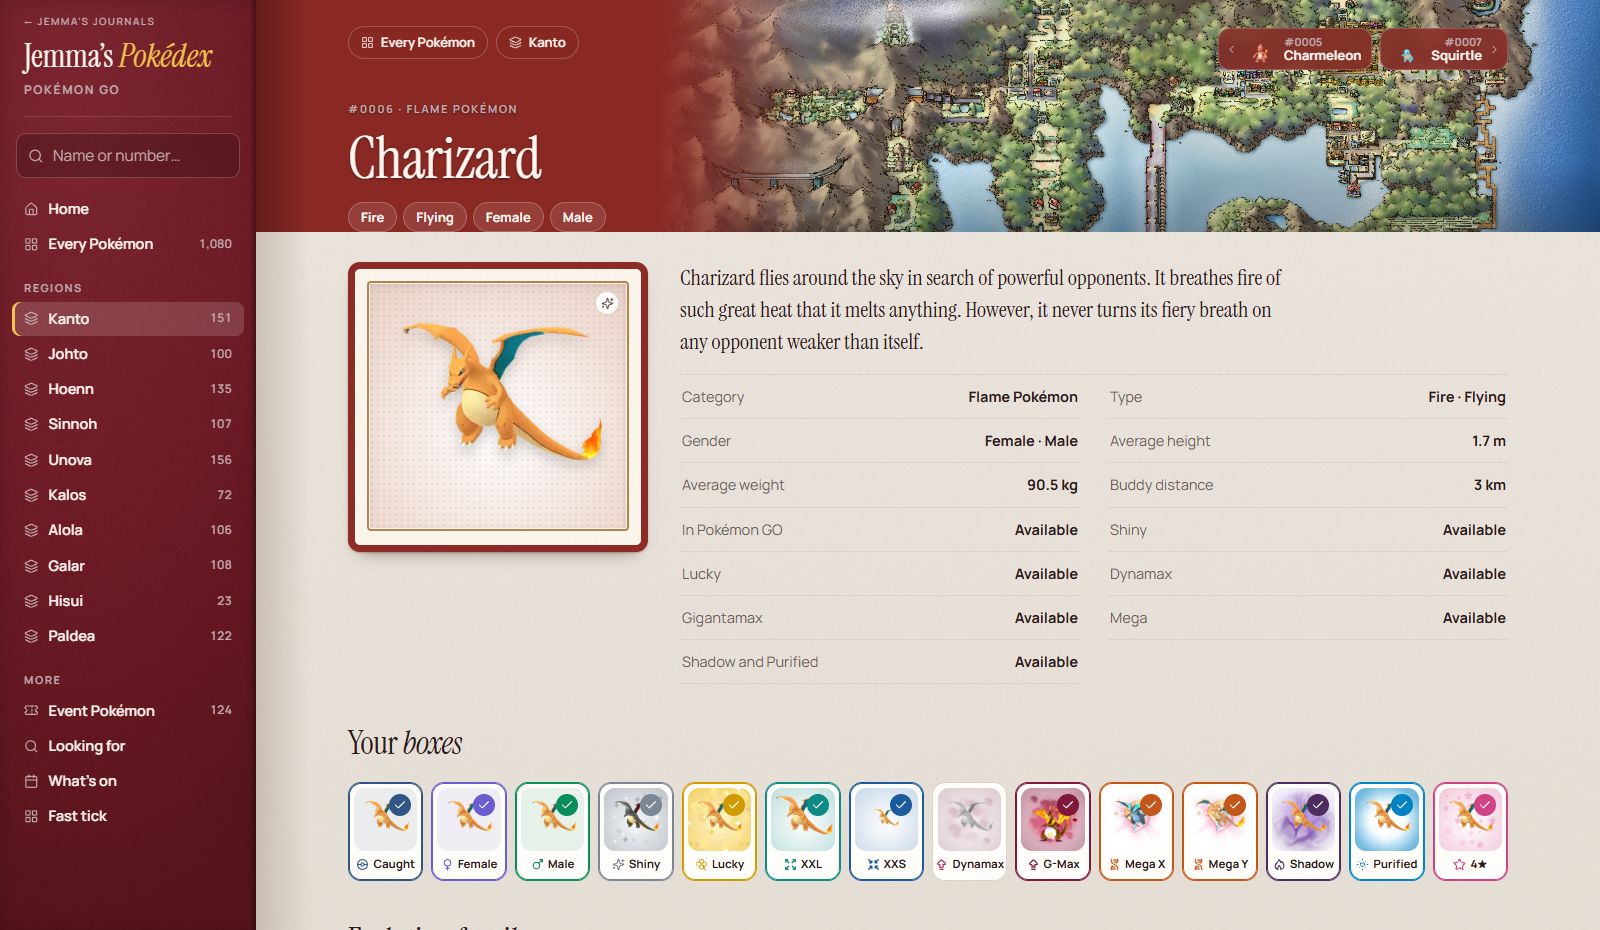 ← JEMMA'S JOURNALS
Jemma's Pokédex
POKÉMON GO
Name or number...
Home
Every Pokémon 1,080
REGIONS
Kanto 151
Johto 100
Hoenn 135
Sinnoh 107
Unova 156
Kalos 72
Alola 106
Galar 108
Hisui 23
Paldea 122
MORE
Event Pokémon 124
Looking for
What's on
Fast tick
Every Pokémon Kanto
#0005 Charmeleon
#0007 Squirtle
#0006 · FLAME POKÉMON
Charizard
Fire Flying Female Male
Charizard flies around the sky in search of powerful opponents. It breathes fire of
such great heat that it melts anything. However, it never turns its fiery breath on
any opponent weaker than itself.
Category Flame Pokémon Type Fire · Flying
Gender Female · Male Average height 1.7 m
Average weight 90.5 kg Buddy distance 3 km
In Pokémon GO Available Shiny Available
Lucky Available Dynamax Available
Gigantamax Available Mega Available
Shadow and Purified Available
Your boxes
Caught Female Male Shiny Lucky XXL XXS Dynamax G-Max Mega X Mega Y Shadow Purified 4★